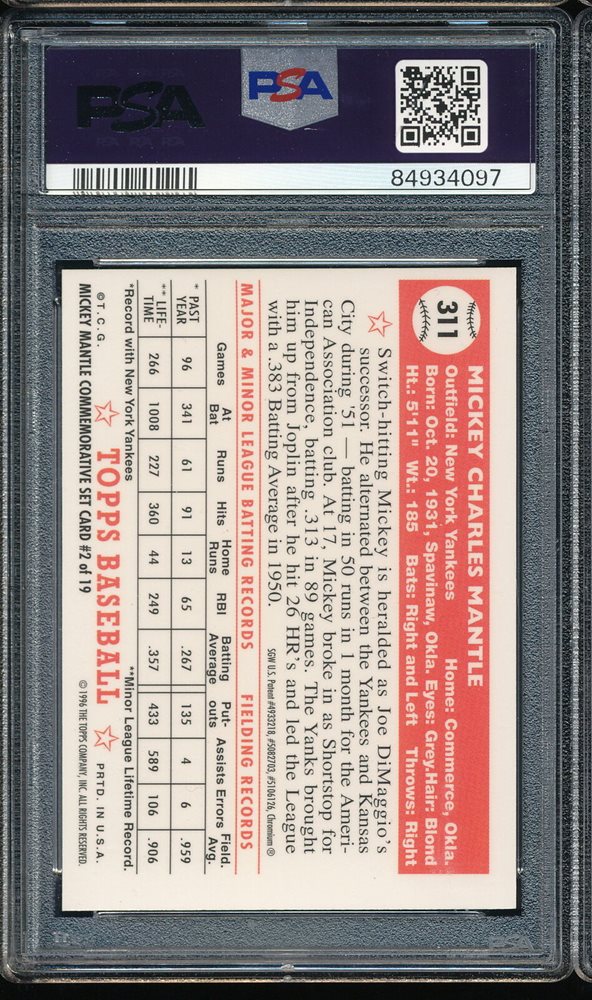 PSA
PSA
84934097
311
MICKEY CHARLES MANTLE
Outfield: New York Yankees Home: Commerce, Okla.
Born: Oct. 20, 1931, Spavinaw, Okla. Eyes: Grey. Hair: Blond
Ht.: 5'11" Wt.: 185 Bats: Right and Left Throws: Right
Switch-hitting Mickey is heralded as Joe DiMaggio's
successor. He alternated between the Yankees and Kansas
City during '51 — batting in 50 runs in 1 month for the Ameri-
can Association club. At 17, Mickey broke in as Shortstop for
Independence, batting .313 in 89 games. The Yanks brought
him up from Joplin after he hit 26 HR's and led the League
with a .383 Batting Average in 1950.
SGW U.S. Patent #4933218, #5082703, #5106126, Chromium®
MAJOR & MINOR LEAGUE BATTING RECORDS FIELDING RECORDS
Games At Bat Runs Hits Home Runs RBI Batting Average Put-outs Assists Errors Field. Avg.
* PAST YEAR 96 341 61 91 13 65 .267 135 4 6 .959
** LIFE-TIME 266 1008 227 360 44 249 .357 433 589 106 .906
*Record with New York Yankees **Minor League Lifetime Record.
©T.C.G. TOPPS BASEBALL PRTD. IN U.S.A.
MICKEY MANTLE COMMEMORATIVE SET CARD #2 of 19 © 1996 THE TOPPS COMPANY, INC. ALL RIGHTS RESERVED.
PSA